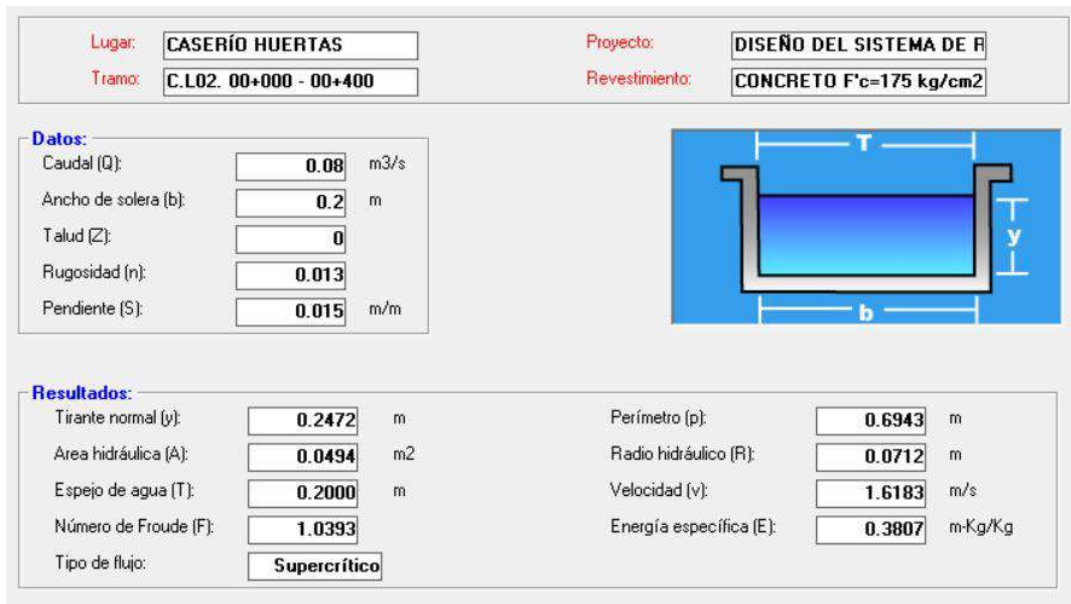 Lugar: CASERÍO HUERTAS Proyecto: DISEÑO DEL SISTEMA DE R
Tramo: C.L02. 00+000 - 00+400 Revestimiento: CONCRETO F'c=175 kg/cm2
Datos:
Caudal (Q): 0.08 m3/s
Ancho de solera (b): 0.2 m
Talud (Z): 0
Rugosidad (n): 0.013
Pendiente (S): 0.015 m/m
T
y
b
Resultados:
Tirante normal (y): 0.2472 m Perímetro (p): 0.6943 m
Area hidráulica (A): 0.0494 m2 Radio hidráulico (R): 0.0712 m
Espejo de agua (T): 0.2000 m Velocidad (v): 1.6183 m/s
Número de Froude (F): 1.0393 Energía específica (E): 0.3807 m-Kg/Kg
Tipo de flujo: Supercrítico